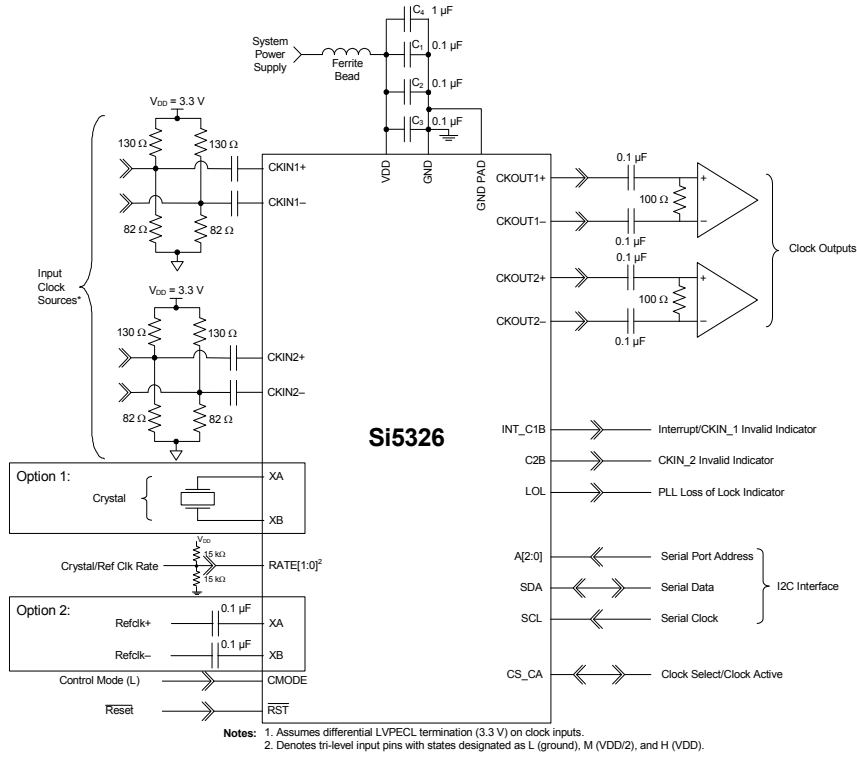 C4 1 µF
System
Power
Supply
Ferrite
Bead
C1 0.1 µF
C2 0.1 µF
C3 0.1 µF
VDD
GND
GND PAD
VDD = 3.3 V
130 Ω
130 Ω
CKIN1+
CKIN1–
82 Ω
82 Ω
Input
Clock
Sources*
VDD = 3.3 V
130 Ω
130 Ω
CKIN2+
CKIN2–
82 Ω
82 Ω
Option 1:
Crystal
XA
XB
VDD
15 kΩ
Crystal/Ref Clk Rate
RATE[1:0]2
15 kΩ
Option 2:
0.1 µF
Refclk+
XA
0.1 µF
Refclk–
XB
Control Mode (L)
CMODE
Reset
RST
Si5326
CKOUT1+
0.1 µF
100 Ω
+
–
CKOUT1–
0.1 µF
0.1 µF
CKOUT2+
100 Ω
+
–
CKOUT2–
0.1 µF
Clock Outputs
INT_C1B
Interrupt/CKIN_1 Invalid Indicator
C2B
CKIN_2 Invalid Indicator
LOL
PLL Loss of Lock Indicator
A[2:0]
Serial Port Address
SDA
Serial Data
I2C Interface
SCL
Serial Clock
CS_CA
Clock Select/Clock Active
Notes: 1. Assumes differential LVPECL termination (3.3 V) on clock inputs.
2. Denotes tri-level input pins with states designated as L (ground), M (VDD/2), and H (VDD).